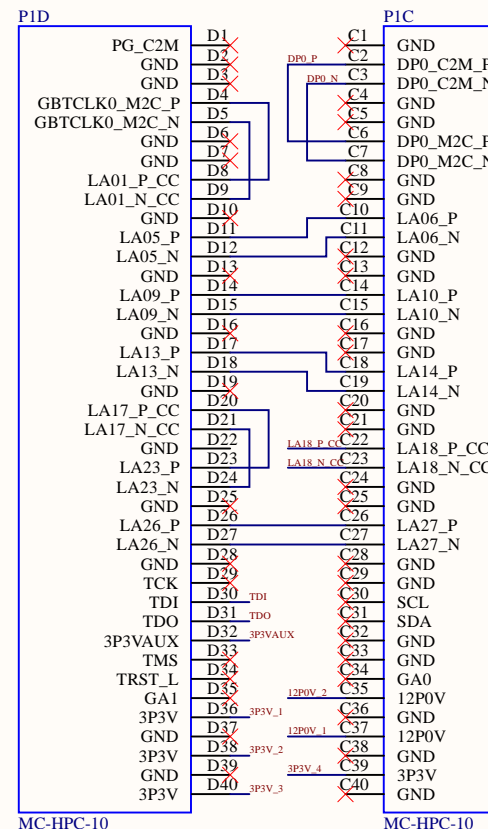 P1D P1C
PG_C2M D1 C1 GND
GND D2 DP0_P C2 DP0_C2M_P
GND D3 DP0_N C3 DP0_C2M_N
GBTCLK0_M2C_P D4 C4 GND
GBTCLK0_M2C_N D5 C5 GND
GND D6 C6 DP0_M2C_P
GND D7 C7 DP0_M2C_N
LA01_P_CC D8 C8 GND
LA01_N_CC D9 C9 GND
GND D10 C10 LA06_P
LA05_P D11 C11 LA06_N
LA05_N D12 C12 GND
GND D13 C13 GND
LA09_P D14 C14 LA10_P
LA09_N D15 C15 LA10_N
GND D16 C16 GND
LA13_P D17 C17 GND
LA13_N D18 C18 LA14_P
GND D19 C19 LA14_N
LA17_P_CC D20 C20 GND
LA17_N_CC D21 C21 GND
GND D22 LA18_P_CC C22 LA18_P_CC
LA23_P D23 LA18_N_CC C23 LA18_N_CC
LA23_N D24 C24 GND
GND D25 C25 GND
LA26_P D26 C26 LA27_P
LA26_N D27 C27 LA27_N
GND D28 C28 GND
TCK D29 C29 GND
TDI D30 TDI C30 SCL
TDO D31 TDO C31 SDA
3P3VAUX D32 3P3VAUX C32 GND
TMS D33 C33 GND
TRST_L D34 C34 GA0
GA1 D35 12P0V_2 C35 12P0V
3P3V D36 3P3V_1 C36 GND
GND D37 12P0V_1 C37 12P0V
3P3V D38 3P3V_2 C38 GND
GND D39 3P3V_4 C39 3P3V
3P3V D40 3P3V_3 C40 GND
MC-HPC-10 MC-HPC-10